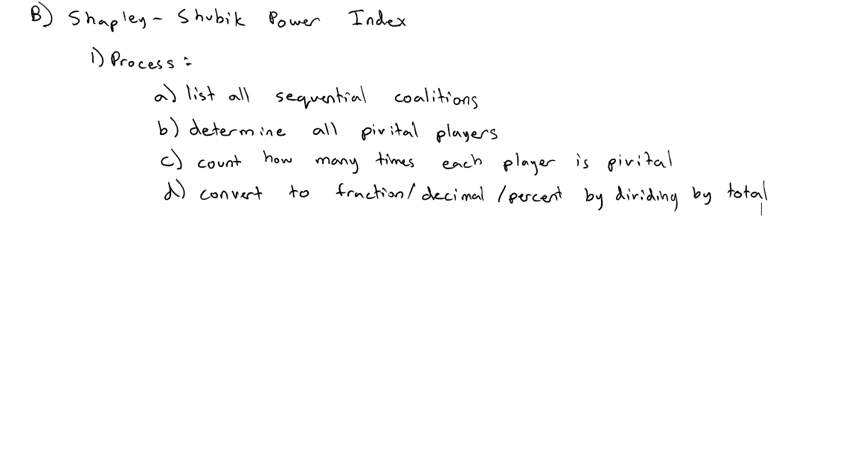 B) Shapley - Shubik Power Index
1) Process:
a) list all sequential coalitions
b) determine all pivital players
c) count how many times each player is pivital
d) convert to fraction/decimal/percent by dividing by total